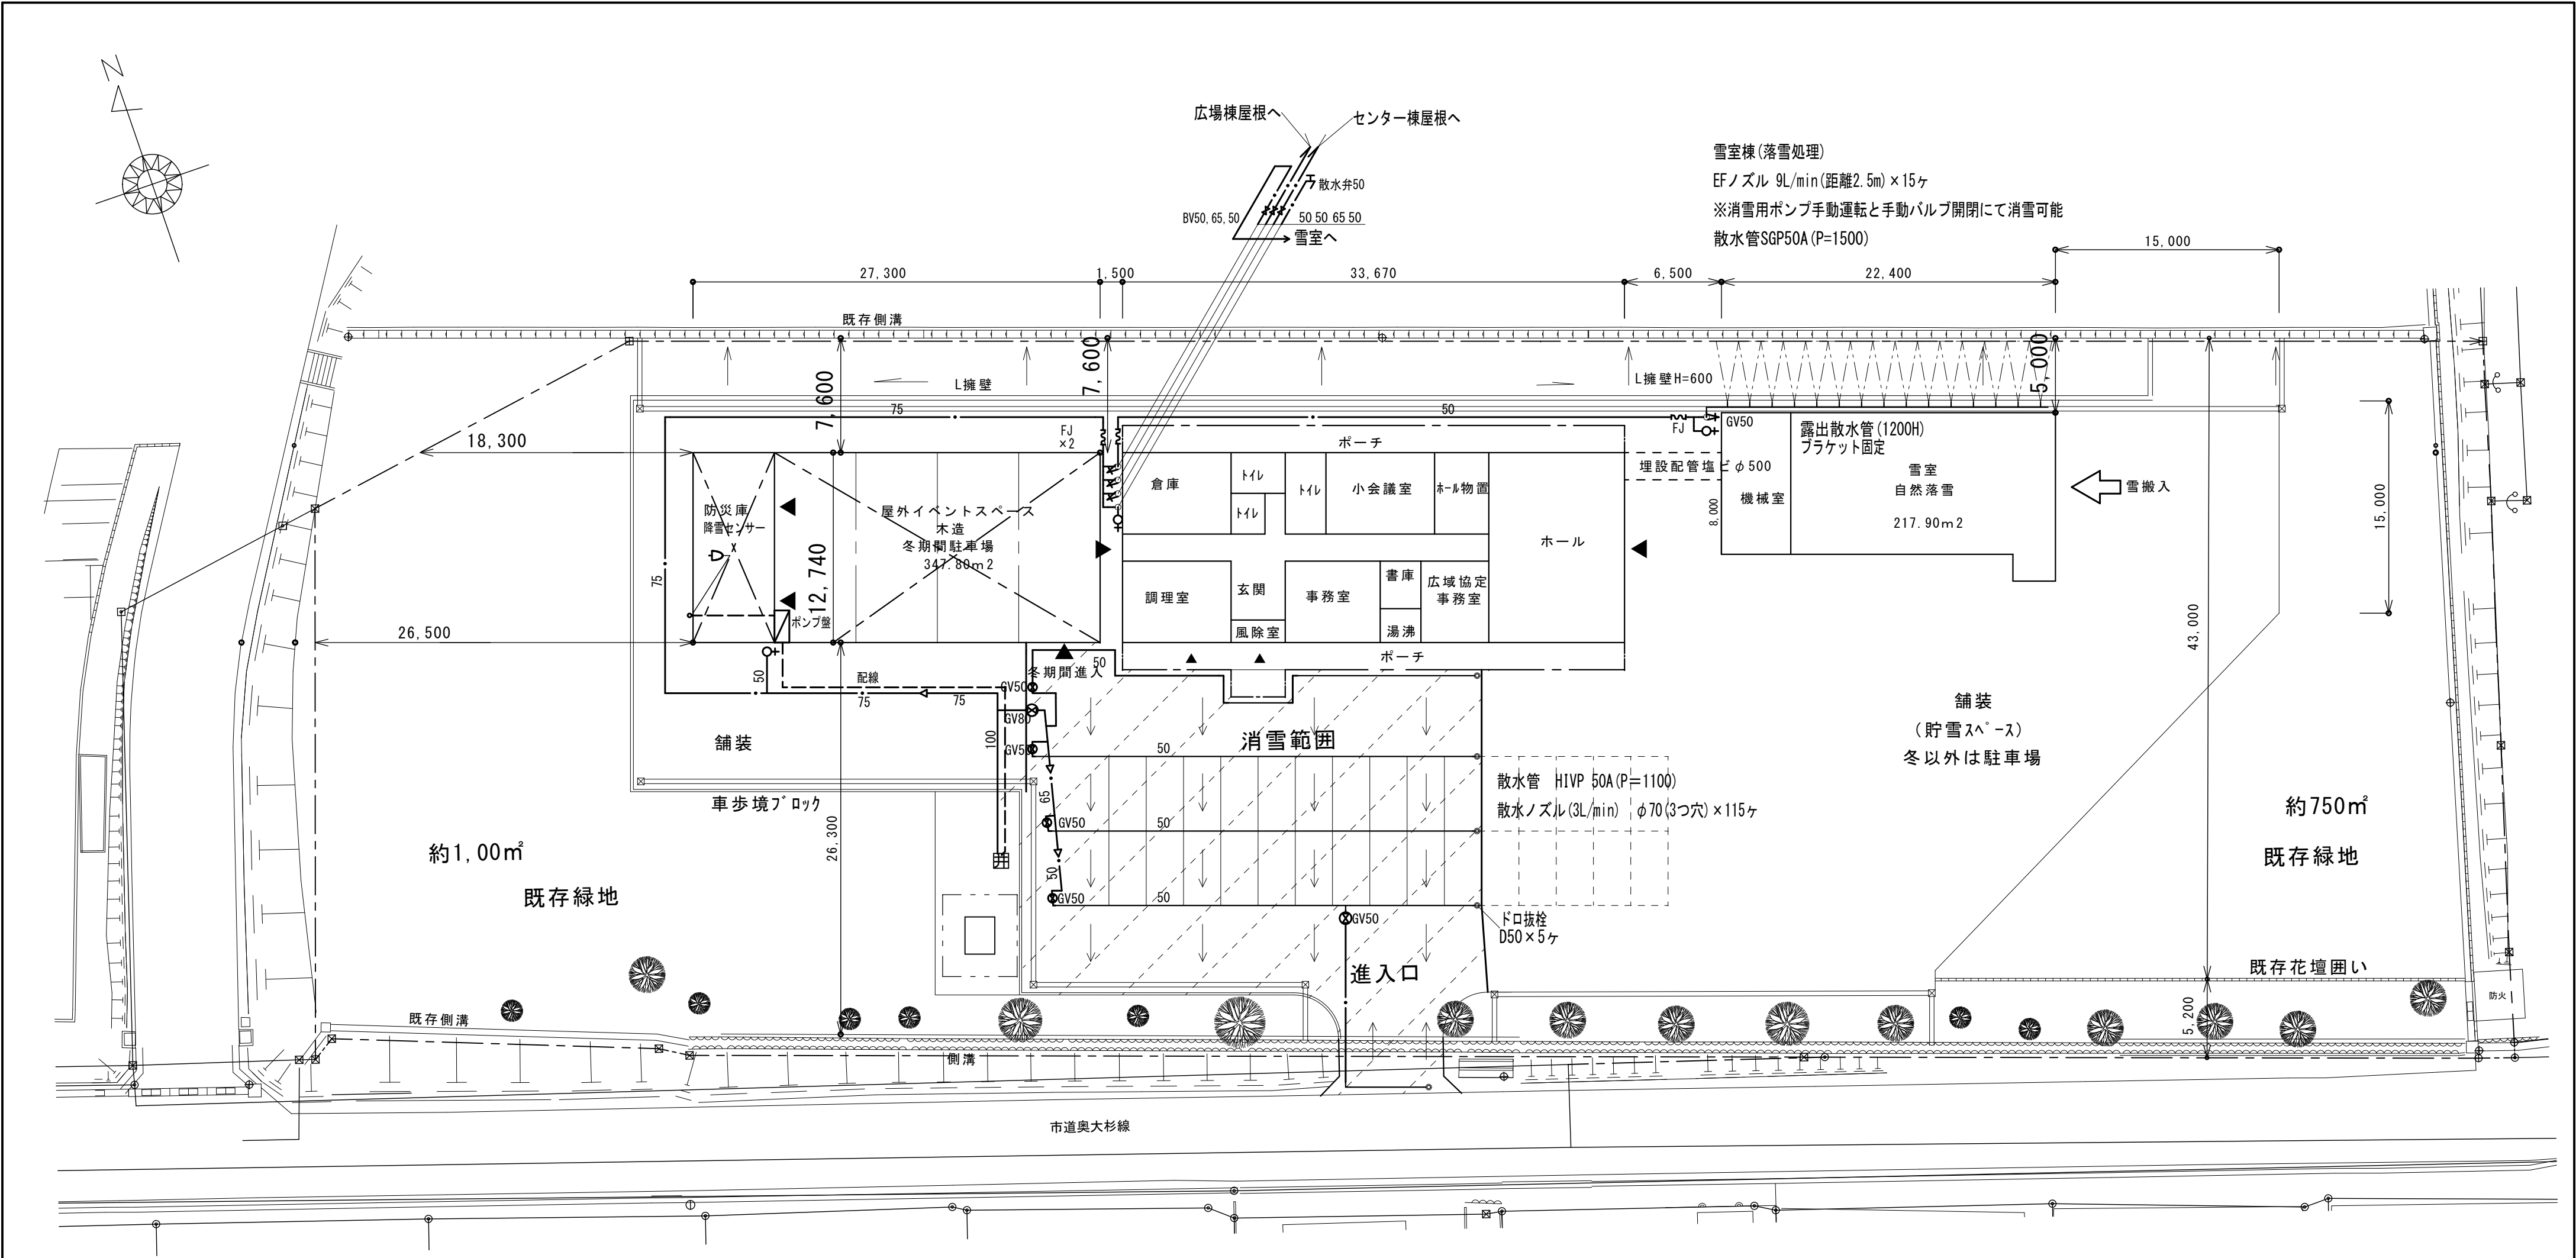 N
広場棟屋根へ
センター棟屋根へ
散水弁50
BV50,65,50
50 50 65 50
雪室へ
雪室棟(落雪処理)
EFノズル 9L/min(距離2.5m)×15ヶ
※消雪用ポンプ手動運転と手動バルブ開閉にて消雪可能
散水管SGP50A(P=1500)
15,000
27,300
1,500
33,670
6,500
22,400
既存側溝
7,600
7,600
5,000
L擁壁
L擁壁H=600
75
50
FJ
×2
FJ
GV50
18,300
ポーチ
露出散水管(1200H)
ブラケット固定
埋設配管塩ビφ500
倉庫
トイレ
トイレ
トイレ
小会議室
ホール物置
機械室
雪室
自然落雪
217.90m2
雪搬入
8,000
15,000
防災庫
降雪センサー
x
屋外イベントスペース
木造
冬期間駐車場
347.80m2
12,740
ホール
75
調理室
玄関
事務室
書庫
広域協定
事務室
ポンプ盤
風除室
湯沸
26,500
43,000
ポーチ
50
冬期間進入
50
配線
75
75
GV50
GV80
GV50
100
舗装
消雪範囲
50
舗装
(貯雪スペース)
冬以外は駐車場
散水管 HIVP 50A(P=1100)
散水ノズル(3L/min) φ70(3つ穴)×115ヶ
65
車歩境ブロック
GV50
50
26,300
約750㎡
既存緑地
約1,00㎡
既存緑地
井
50
GV50
50
GV50
ドロ抜栓
D50×5ヶ
進入口
既存花壇囲い
防火
5,200
既存側溝
側溝
市道奥大杉線